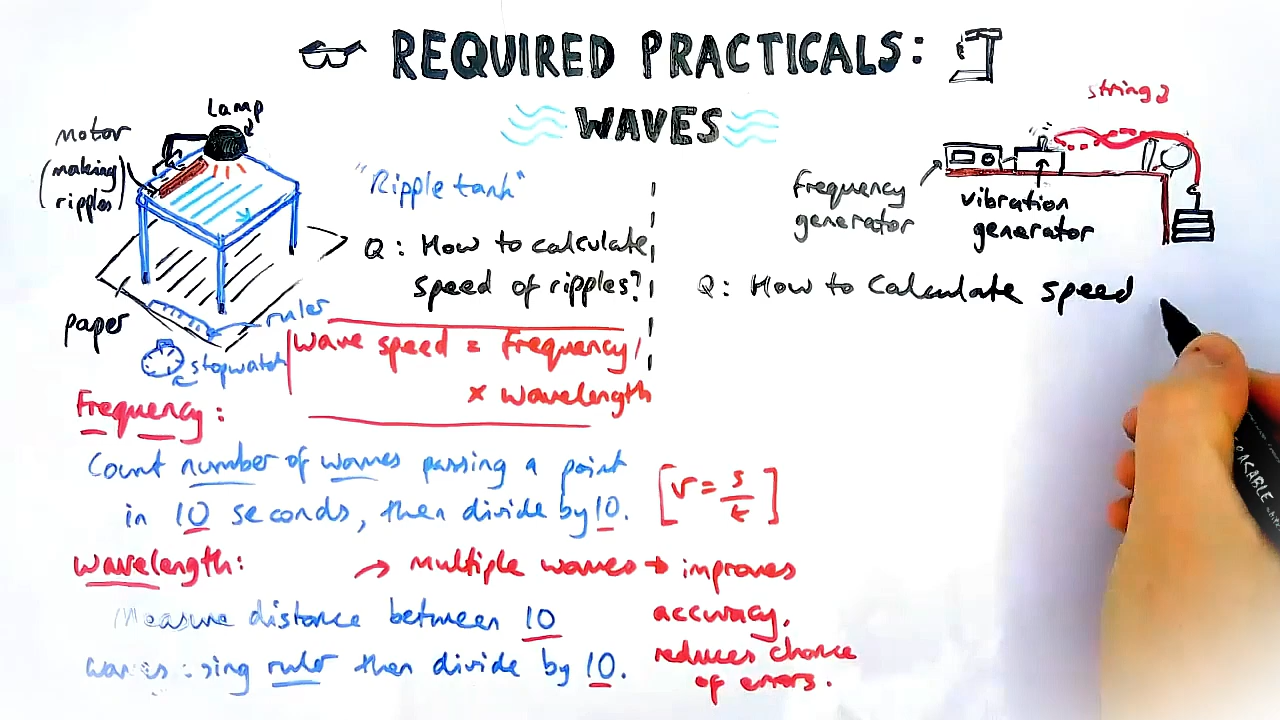 REQUIRED PRACTICALS:
WAVES
Lamp
motor
(making
ripples)
"Ripple tank"
Q: How to calculate
speed of ripples?
paper
ruler
stopwatch
wave speed = frequency
x wavelength
Frequency:
Count number of waves passing a point
in 10 seconds, then divide by 10.
v = s
t
Wavelength:
→ multiple waves → improves
accuracy,
reduces chance
of errors.
Measure distance between 10
waves using ruler then divide by 10.
string
frequency
generator
vibration
generator
Q: How to calculate speed